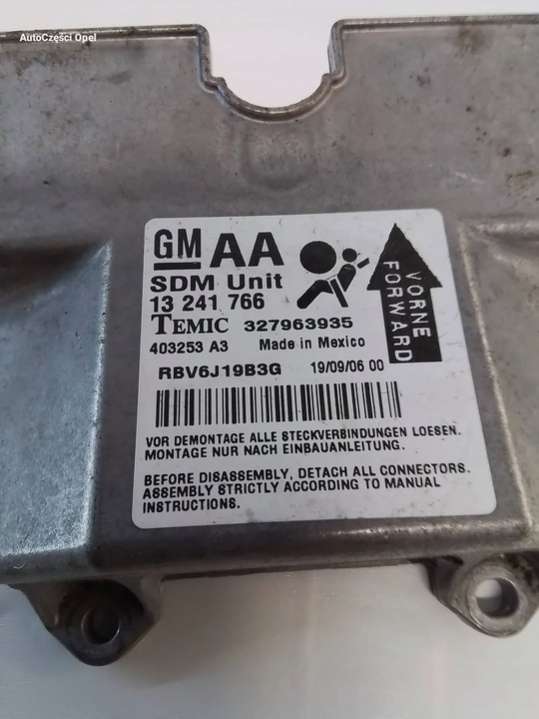 AutoCzęści Opel
GM AA
SDM Unit
13 241 766
TEMIC 327963935
403253 A3 Made in Mexico
RBV6J19B3G 19/09/06 00
VORNE
FORWARD
VOR DEMONTAGE ALLE STECKVERBINDUNGEN LOESEN.
MONTAGE NUR NACH EINBAUANLEITUNG.
BEFORE DISASSEMBLY, DETACH ALL CONNECTORS.
ASSEMBLY STRICTLY ACCORDING TO MANUAL
INSTRUCTIONS.